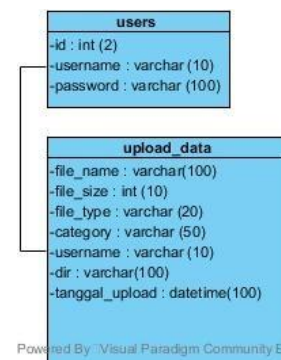 users
-id : int (2)
-username : varchar (10)
-password : varchar (100)
upload_data
-file_name : varchar(100)
-file_size : int (10)
-file_type : varchar (20)
-category : varchar (50)
-username : varchar (10)
-dir : varchar(100)
-tanggal_upload : datetime(100)
Powered By Visual Paradigm Community E